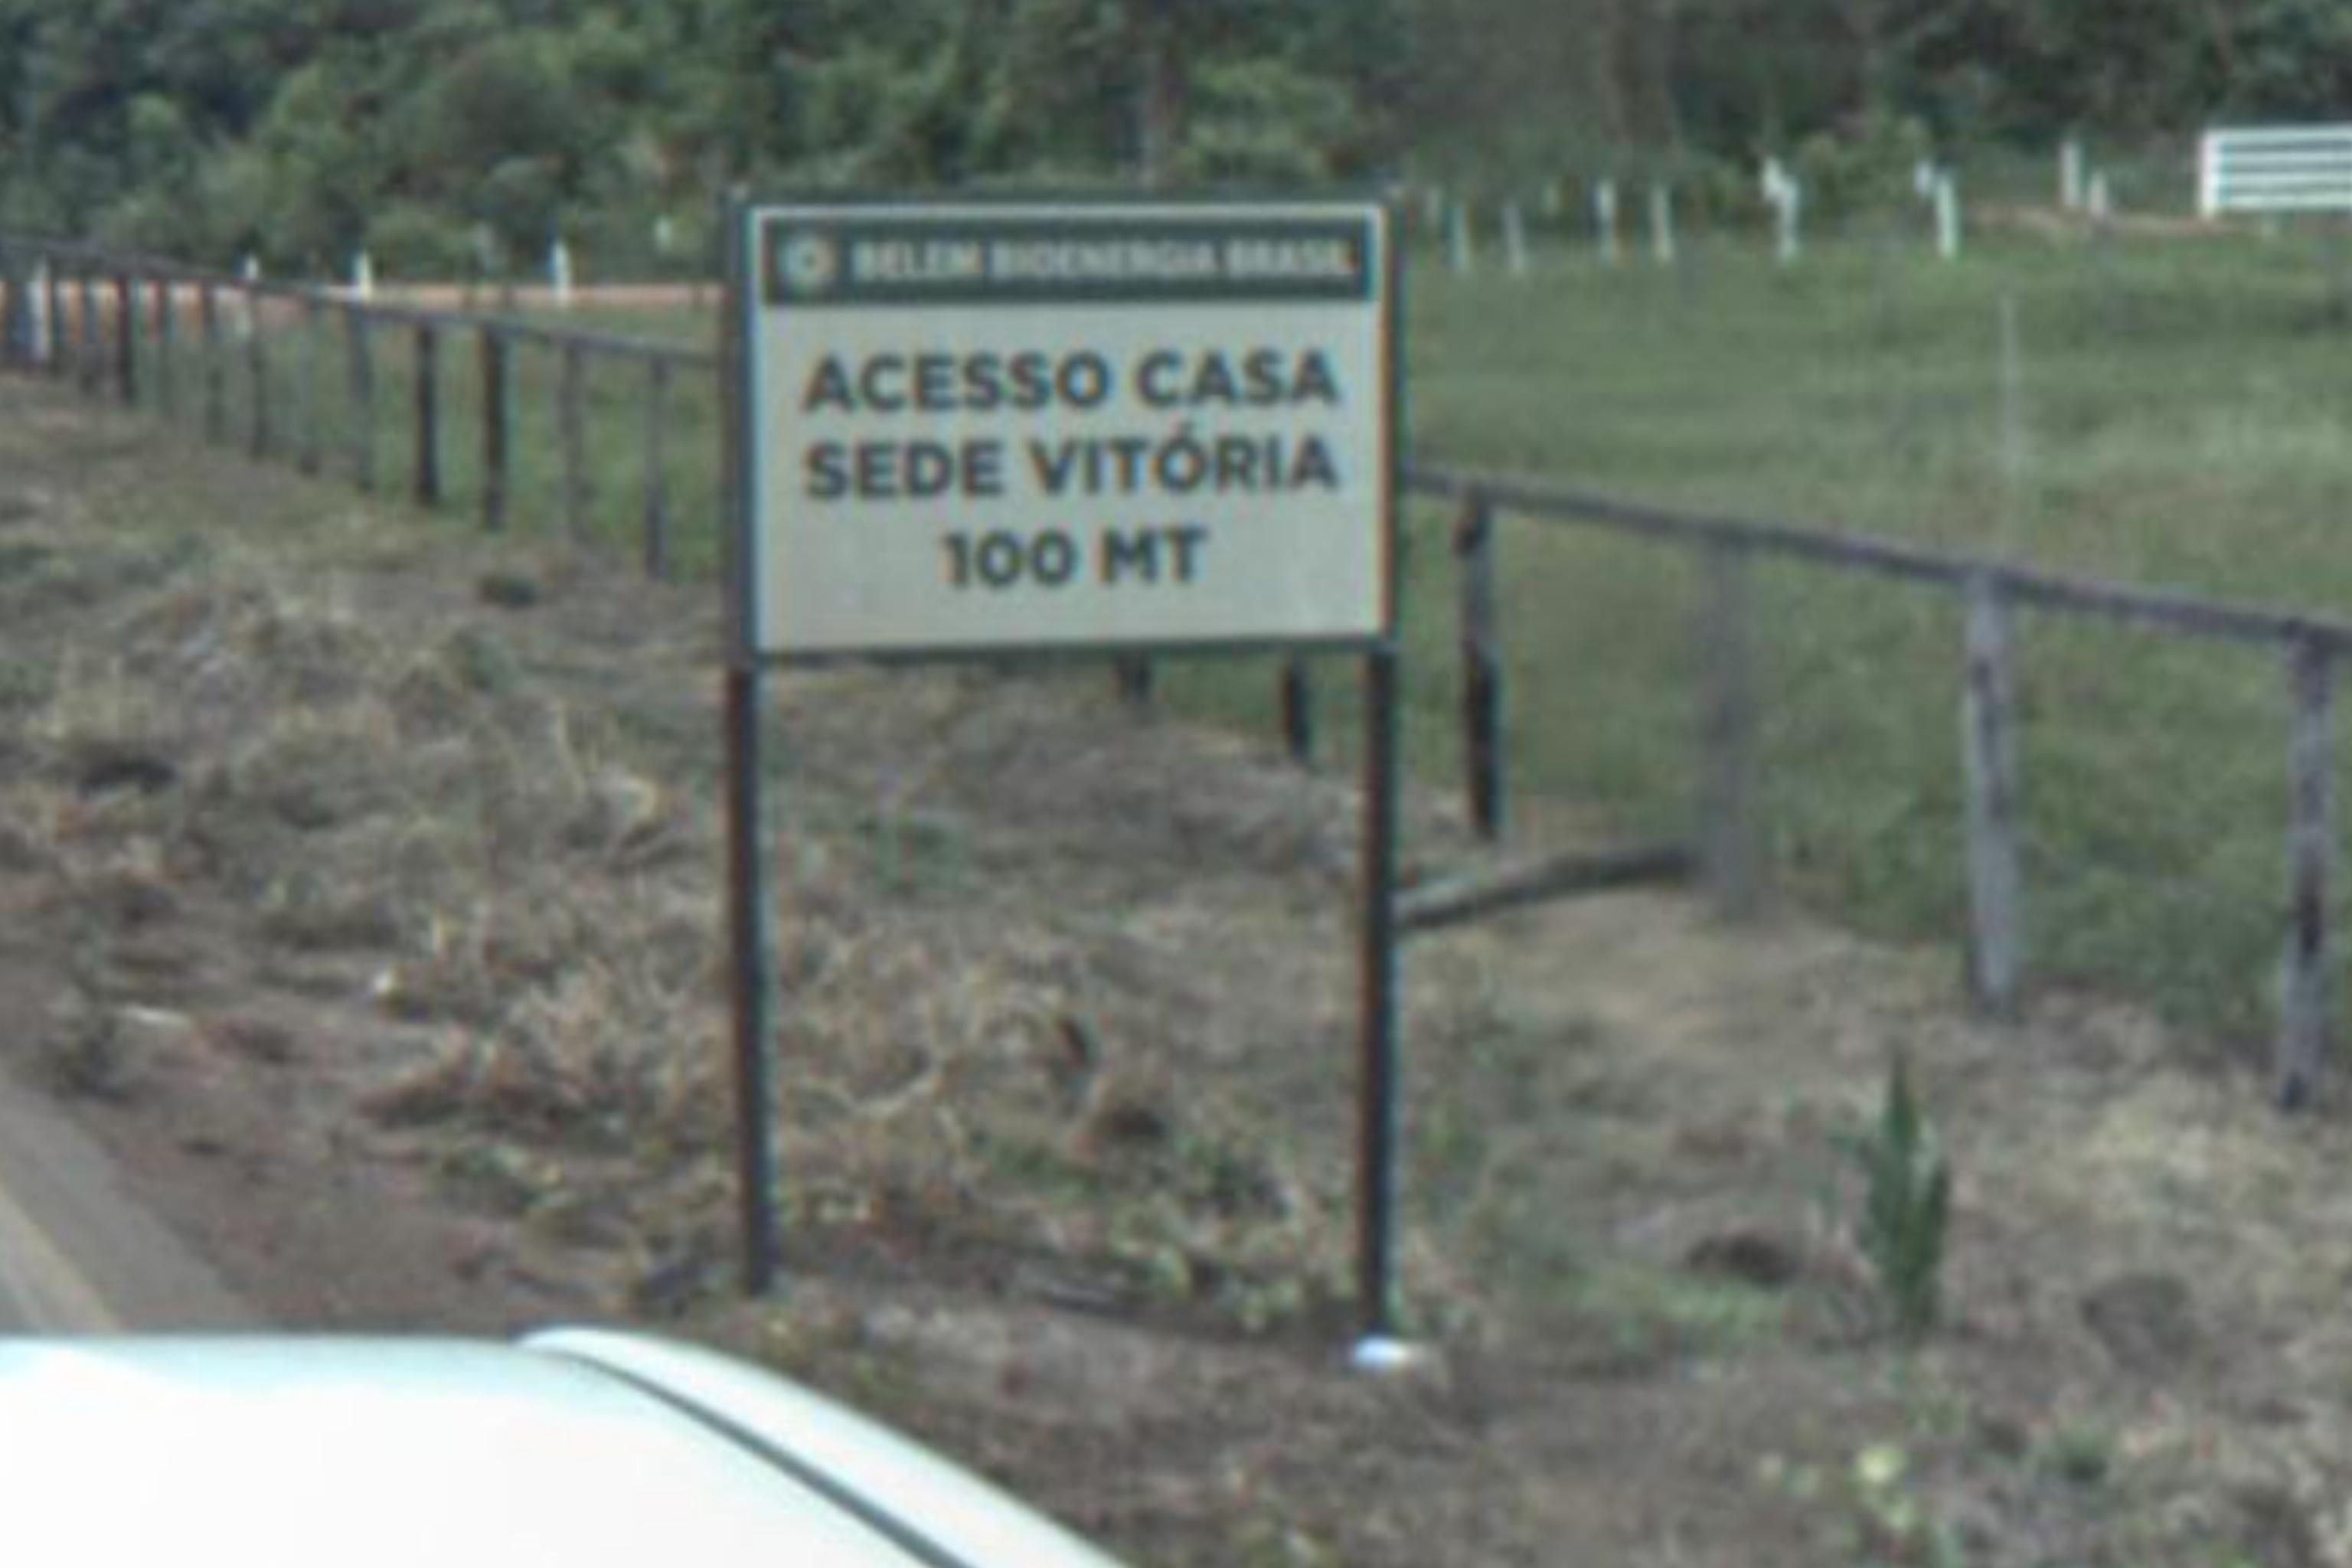 BELEM BIOENERGIA BRASIL
ACESSO CASA
SEDE VITÓRIA
100 MT